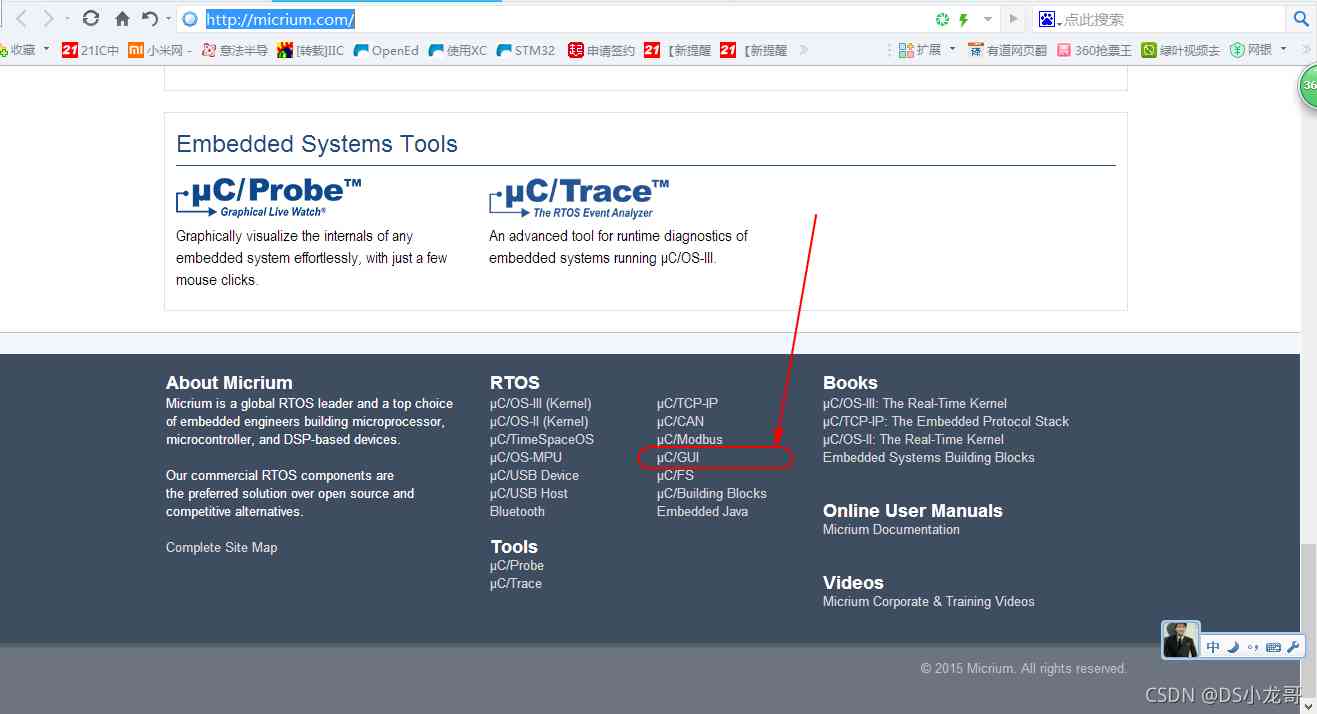 http://micrium.com/
点此搜索
收藏 21IC中 小米网 - 意法半导 [转载]IIC OpenEd 使用XC STM32 申请签约 【新提醒 【新提醒 » 扩展 有道网页翻 360抢票王 绿叶视频去 网银 »
36
Embedded Systems Tools
µC/Probe™
Graphical Live Watch®
Graphically visualize the internals of any
embedded system effortlessly, with just a few
mouse clicks.
µC/Trace™
The RTOS Event Analyzer
An advanced tool for runtime diagnostics of
embedded systems running µC/OS-III.
About Micrium
Micrium is a global RTOS leader and a top choice
of embedded engineers building microprocessor,
microcontroller, and DSP-based devices.
Our commercial RTOS components are
the preferred solution over open source and
competitive alternatives.
Complete Site Map
RTOS
µC/OS-III (Kernel)
µC/OS-II (Kernel)
µC/TimeSpaceOS
µC/OS-MPU
µC/USB Device
µC/USB Host
Bluetooth
Tools
µC/Probe
µC/Trace
µC/TCP-IP
µC/CAN
µC/Modbus
µC/GUI
µC/FS
µC/Building Blocks
Embedded Java
Books
µC/OS-III: The Real-Time Kernel
µC/TCP-IP: The Embedded Protocol Stack
µC/OS-II: The Real-Time Kernel
Embedded Systems Building Blocks
Online User Manuals
Micrium Documentation
Videos
Micrium Corporate & Training Videos
中
© 2015 Micrium. All rights reserved.
CSDN @DS小龙哥